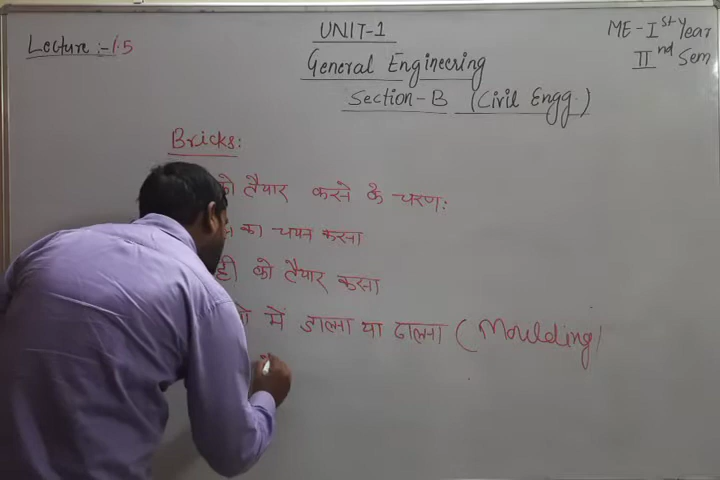 Lecture :- 1.5
UNIT-1
General Engineering
Section-B (Civil Engg.)
ME-Ist Year
IInd Sem
Bricks:
को तैयार करने के चरण:
का चयन करना
को तैयार करना
में डालना या ढालना (Moulding)